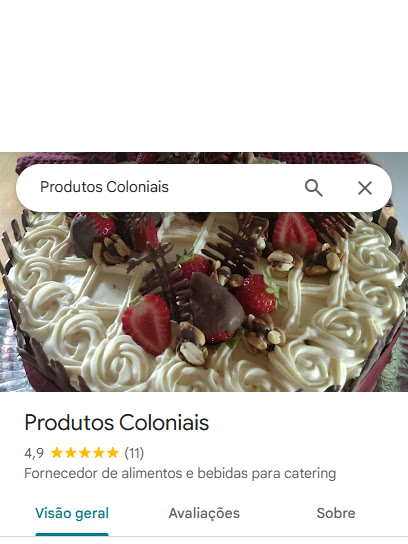 Produtos Coloniais
Produtos Coloniais
4,9 (11)
Fornecedor de alimentos e bebidas para catering
Visão geral Avaliações Sobre